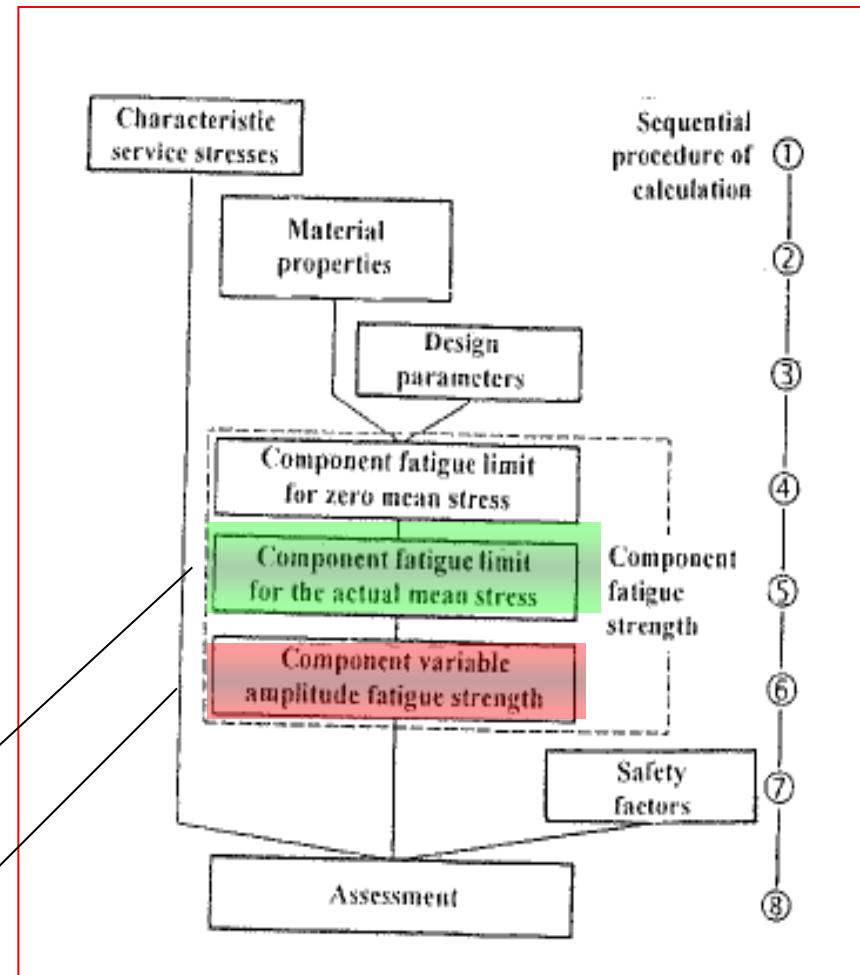 Characteristic
service stresses
Sequential
procedure of
calculation
①
Material
properties
②
Design
parameters
③
Component fatigue limit
for zero mean stress
④
Component fatigue limit
for the actual mean stress
Component
fatigue
strength
⑤
Component variable
amplitude fatigue strength
⑥
Safety
factors
⑦
Assessment
⑧